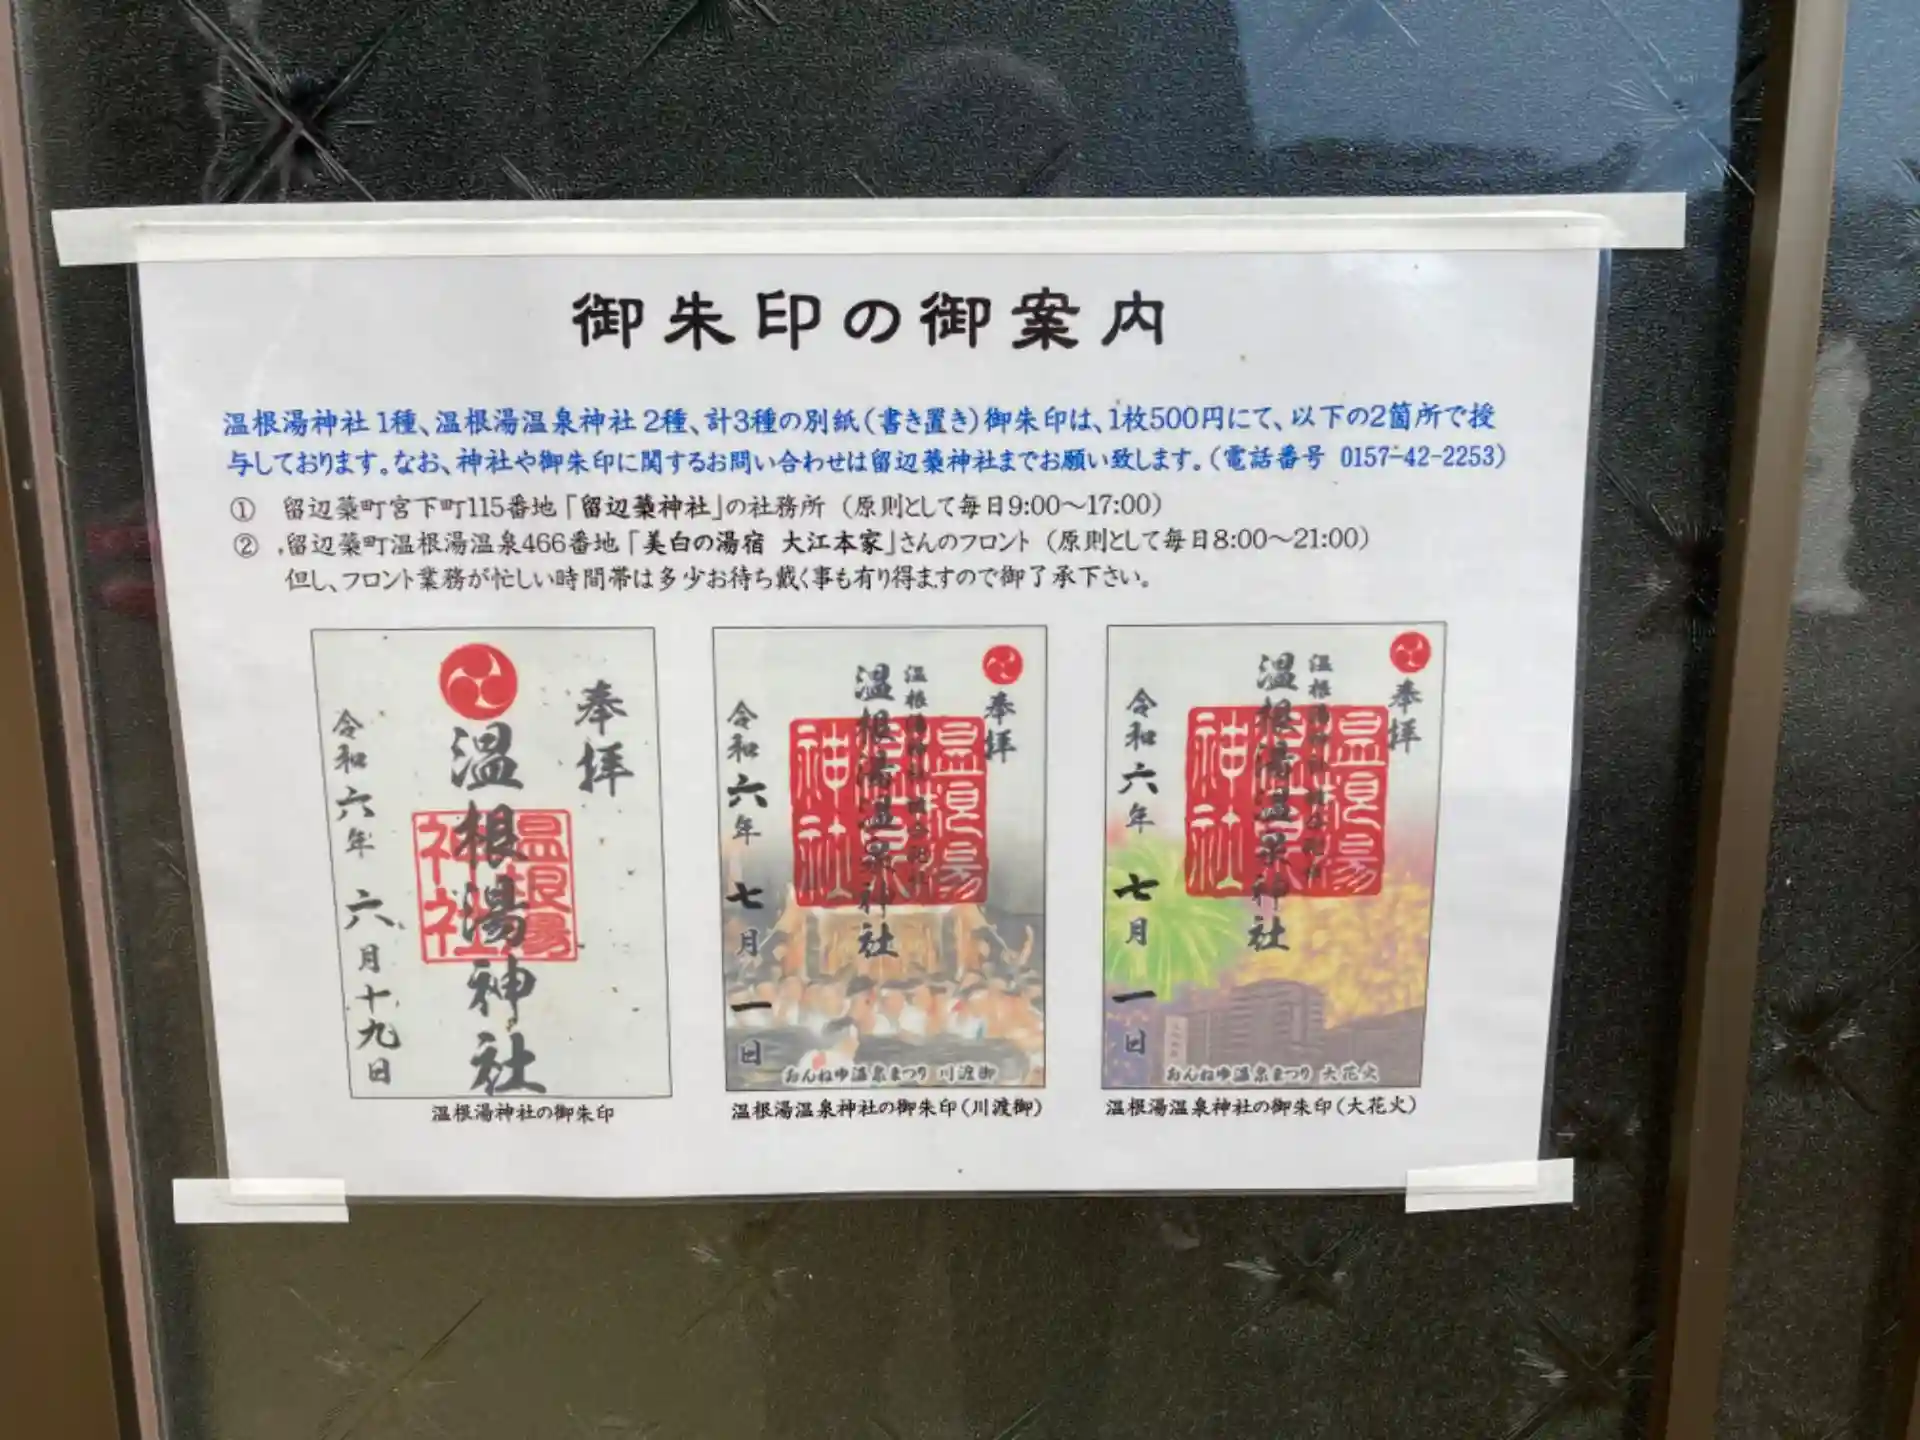 御朱印の御案内
温根湯神社1種、温根湯温泉神社2種、計3種の別紙(書き置き)御朱印は、1枚500円にて、以下の2箇所で授
与しております。なお、神社や御朱印に関するお問い合わせは留辺蘂神社までお願い致します。(電話番号 0157-42-2253)
① 留辺蘂町宮下町115番地「留辺蘂神社」の社務所(原則として毎日9:00～17:00)
② 留辺蘂町温根湯温泉466番地「美白の湯宿 大江本家」さんのフロント(原則として毎日8:00～21:00)
但し、フロント業務が忙しい時間帯は多少お待ち戴く事も有り得ますので御了承下さい。
奉拝
温根湯神社
温根湯神社
令和六年 六月十九日
温根湯神社の御朱印
奉拝
温根湯温泉神社
令和六年 七月一日
おんねゆ温泉まつり 川渡御
温根湯温泉神社の御朱印(川渡御)
奉拝
温根湯温泉神社
令和六年 七月一日
おんねゆ温泉まつり 大花火
温根湯温泉神社の御朱印(大花火)